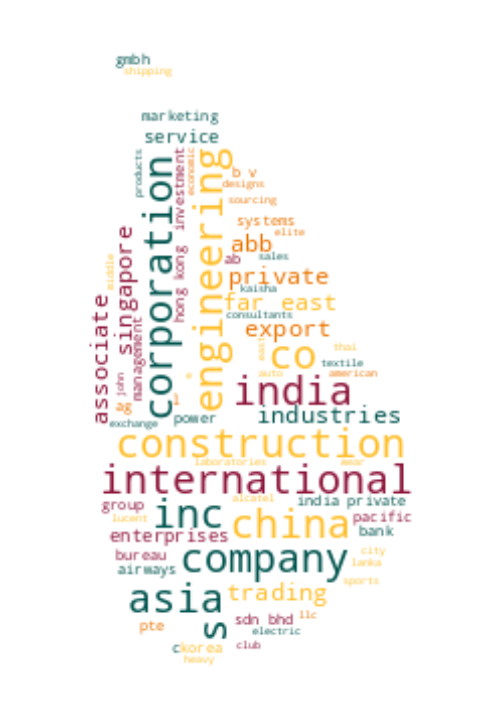 gmbh
shipping
marketing
service
products
corporation
investment
economic
engineering
b v
designs
sourcing
systems
elite
abb
sales
ab
private
kaisha
far east
consultants
export
hong kong
singapore
middle
management
associate
john
ag
exchange
power
east
co
thai
textile
auto
american
india
industries
construction
laboratories
wear
international
alcatel
india private
group
lucent
inc
china
pacific
bank
enterprises
bureau
airways
company
city
lanka
sports
asia
trading
pte
s
sdn bhd
llc
electric
c
korea
club
heavy